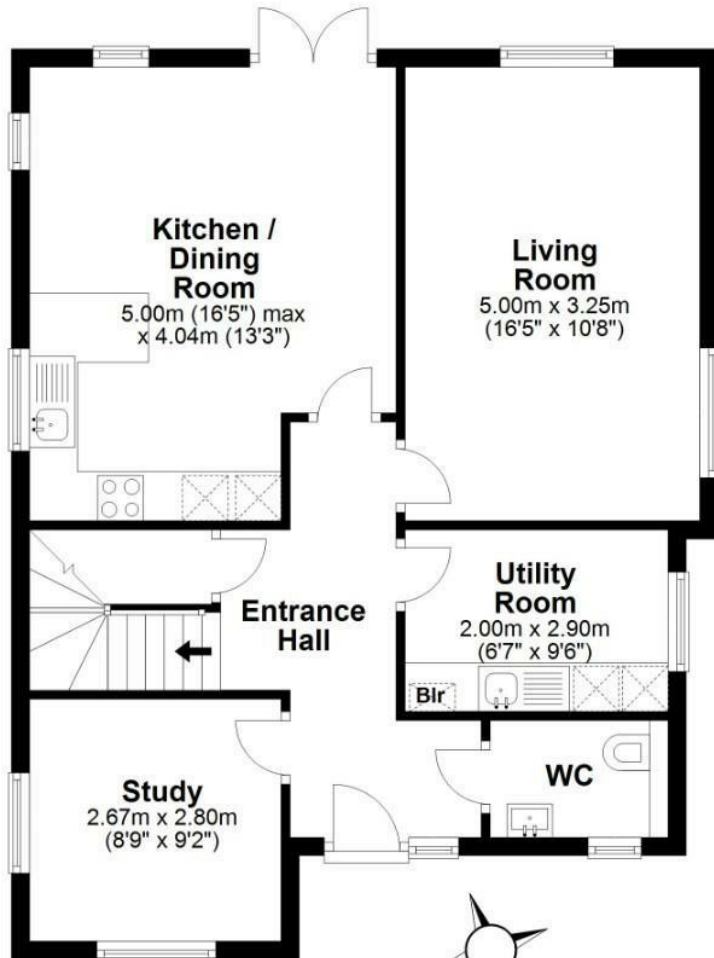 Kitchen /
Dining
Room
5.00m (16'5") max
x 4.04m (13'3")
Living
Room
5.00m x 3.25m
(16'5" x 10'8")
Utility
Room
2.00m x 2.90m
(6'7" x 9'6")
Blr
Entrance
Hall
WC
Study
2.67m x 2.80m
(8'9" x 9'2")